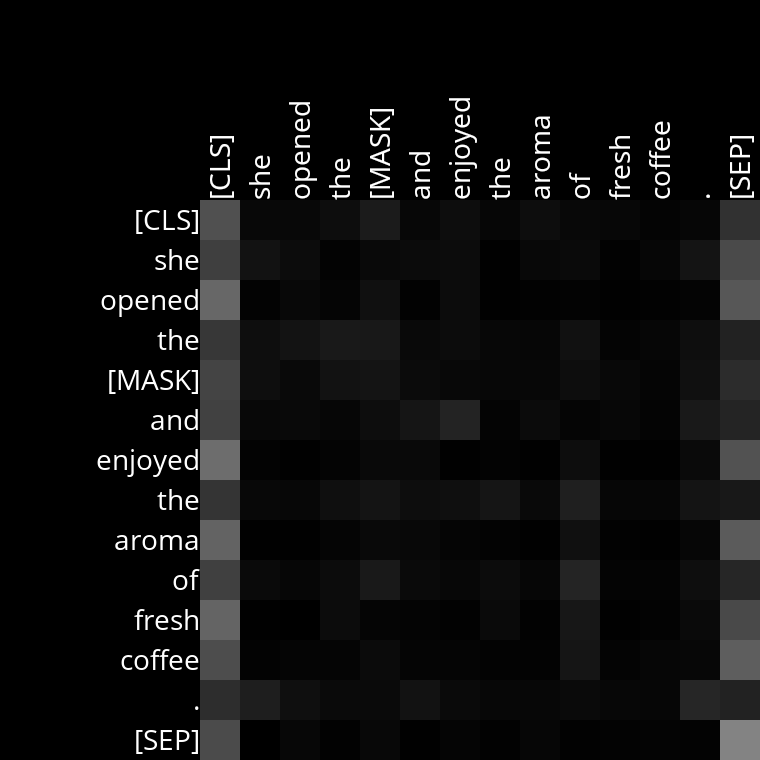 [CLS] she opened the [MASK] and enjoyed the aroma of fresh coffee . [SEP]
[CLS]
she
opened
the
[MASK]
and
enjoyed
the
aroma
of
fresh
coffee
.
[SEP]